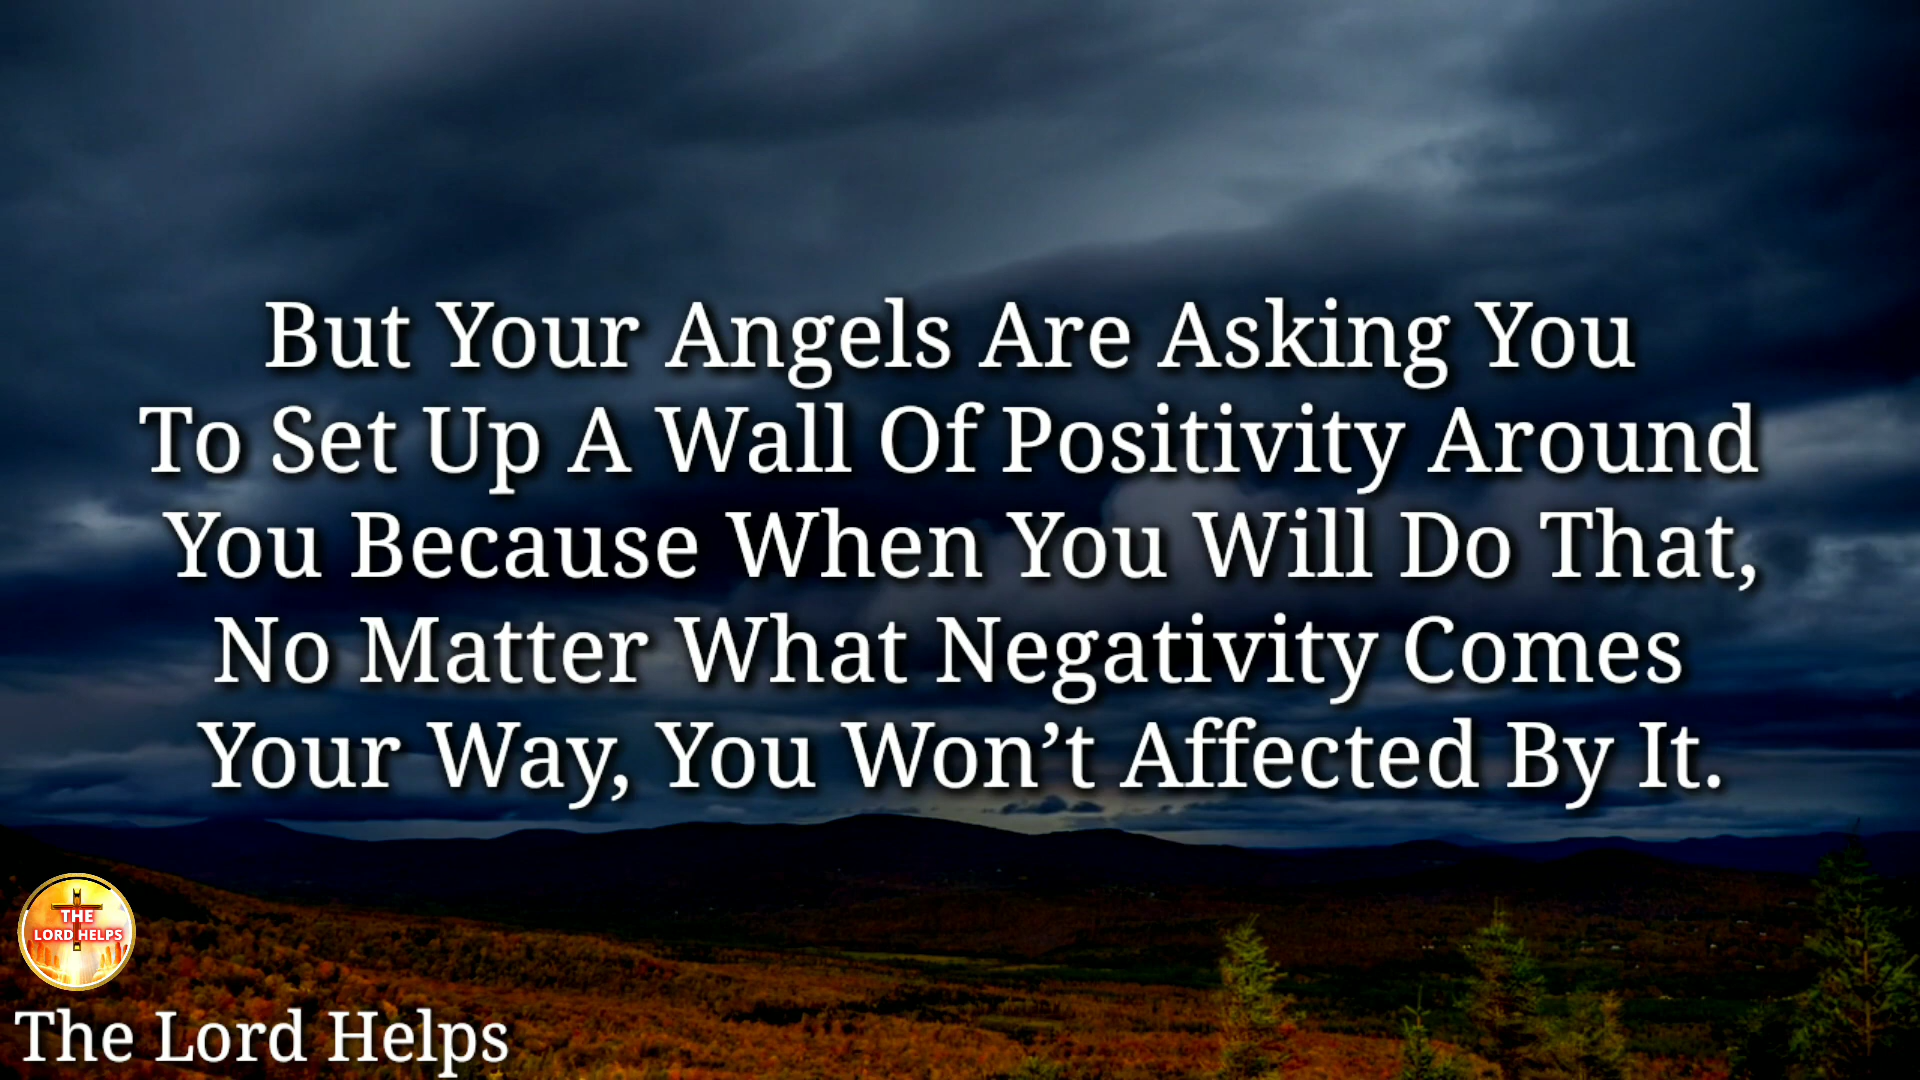 But Your Angels Are Asking You
To Set Up A Wall Of Positivity Around
You Because When You Will Do That,
No Matter What Negativity Comes
Your Way, You Won’t Affected By It.
THE
LORD HELPS
The Lord Helps